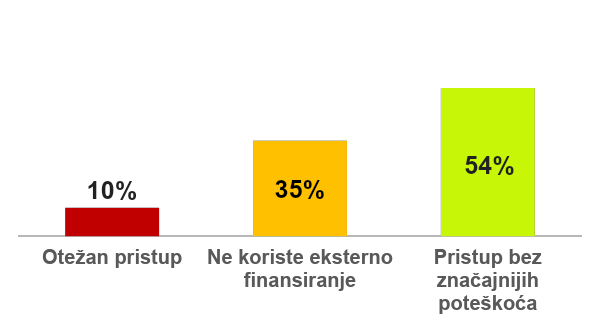 10%
35%
54%
Otežan pristup
Ne koriste eksterno
finansiranje
Pristup bez
značajnijih
poteškoća